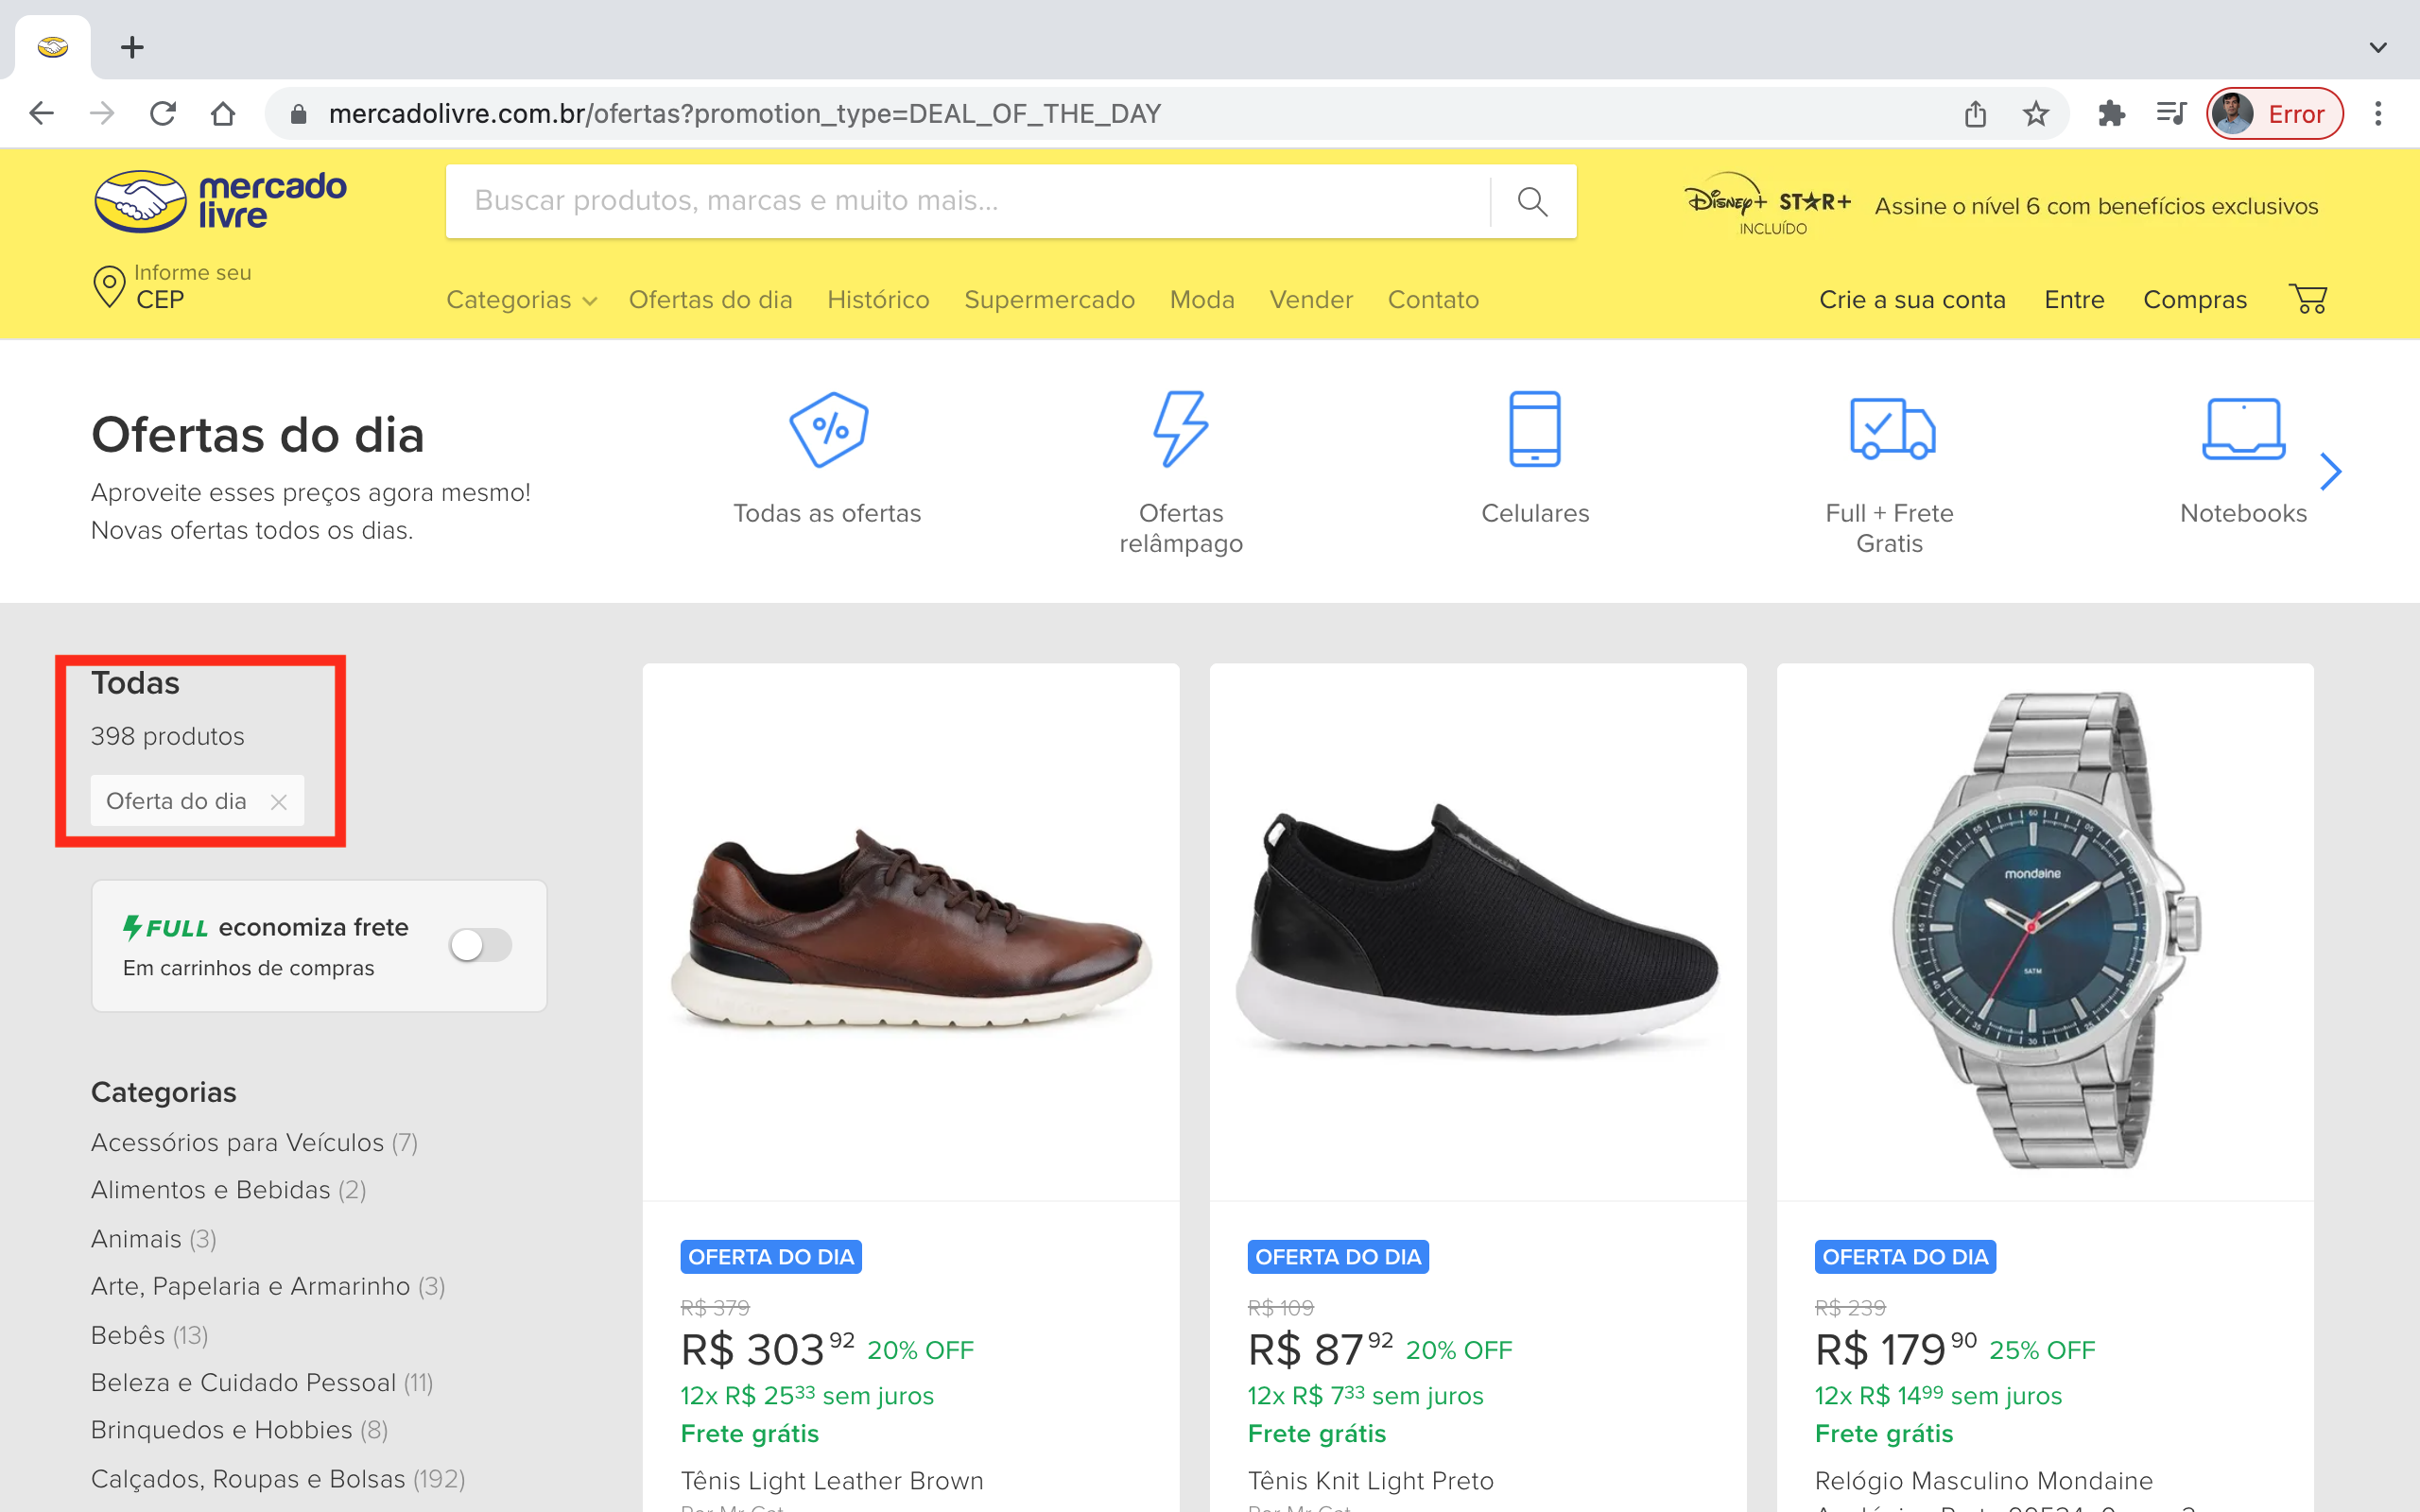 mercadolivre.com.br/ofertas?promotion_type=DEAL_OF_THE_DAY
Error
mercado
livre
Buscar produtos, marcas e muito mais...
Disney+ STAR+
INCLUÍDO
Assine o nível 6 com benefícios exclusivos
Informe seu
CEP
Categorias
Ofertas do dia
Histórico
Supermercado
Moda
Vender
Contato
Crie a sua conta
Entre
Compras
Ofertas do dia
Aproveite esses preços agora mesmo!
Novas ofertas todos os dias.
Todas as ofertas
Ofertas
relâmpago
Celulares
Full + Frete
Gratis
Notebooks
Todas
398 produtos
Oferta do dia
FULL economiza frete
Em carrinhos de compras
Categorias
Acessórios para Veículos (7)
Alimentos e Bebidas (2)
Animais (3)
Arte, Papelaria e Armarinho (3)
Bebês (13)
Beleza e Cuidado Pessoal (11)
Brinquedos e Hobbies (8)
Calçados, Roupas e Bolsas (192)
OFERTA DO DIA
R$ 379
R$ 303 92 20% OFF
12x R$ 25 33 sem juros
Frete grátis
Tênis Light Leather Brown
OFERTA DO DIA
R$ 109
R$ 87 92 20% OFF
12x R$ 7 33 sem juros
Frete grátis
Tênis Knit Light Preto
mondaine
5ATM
OFERTA DO DIA
R$ 239
R$ 179 90 25% OFF
12x R$ 14 99 sem juros
Frete grátis
Relógio Masculino Mondaine